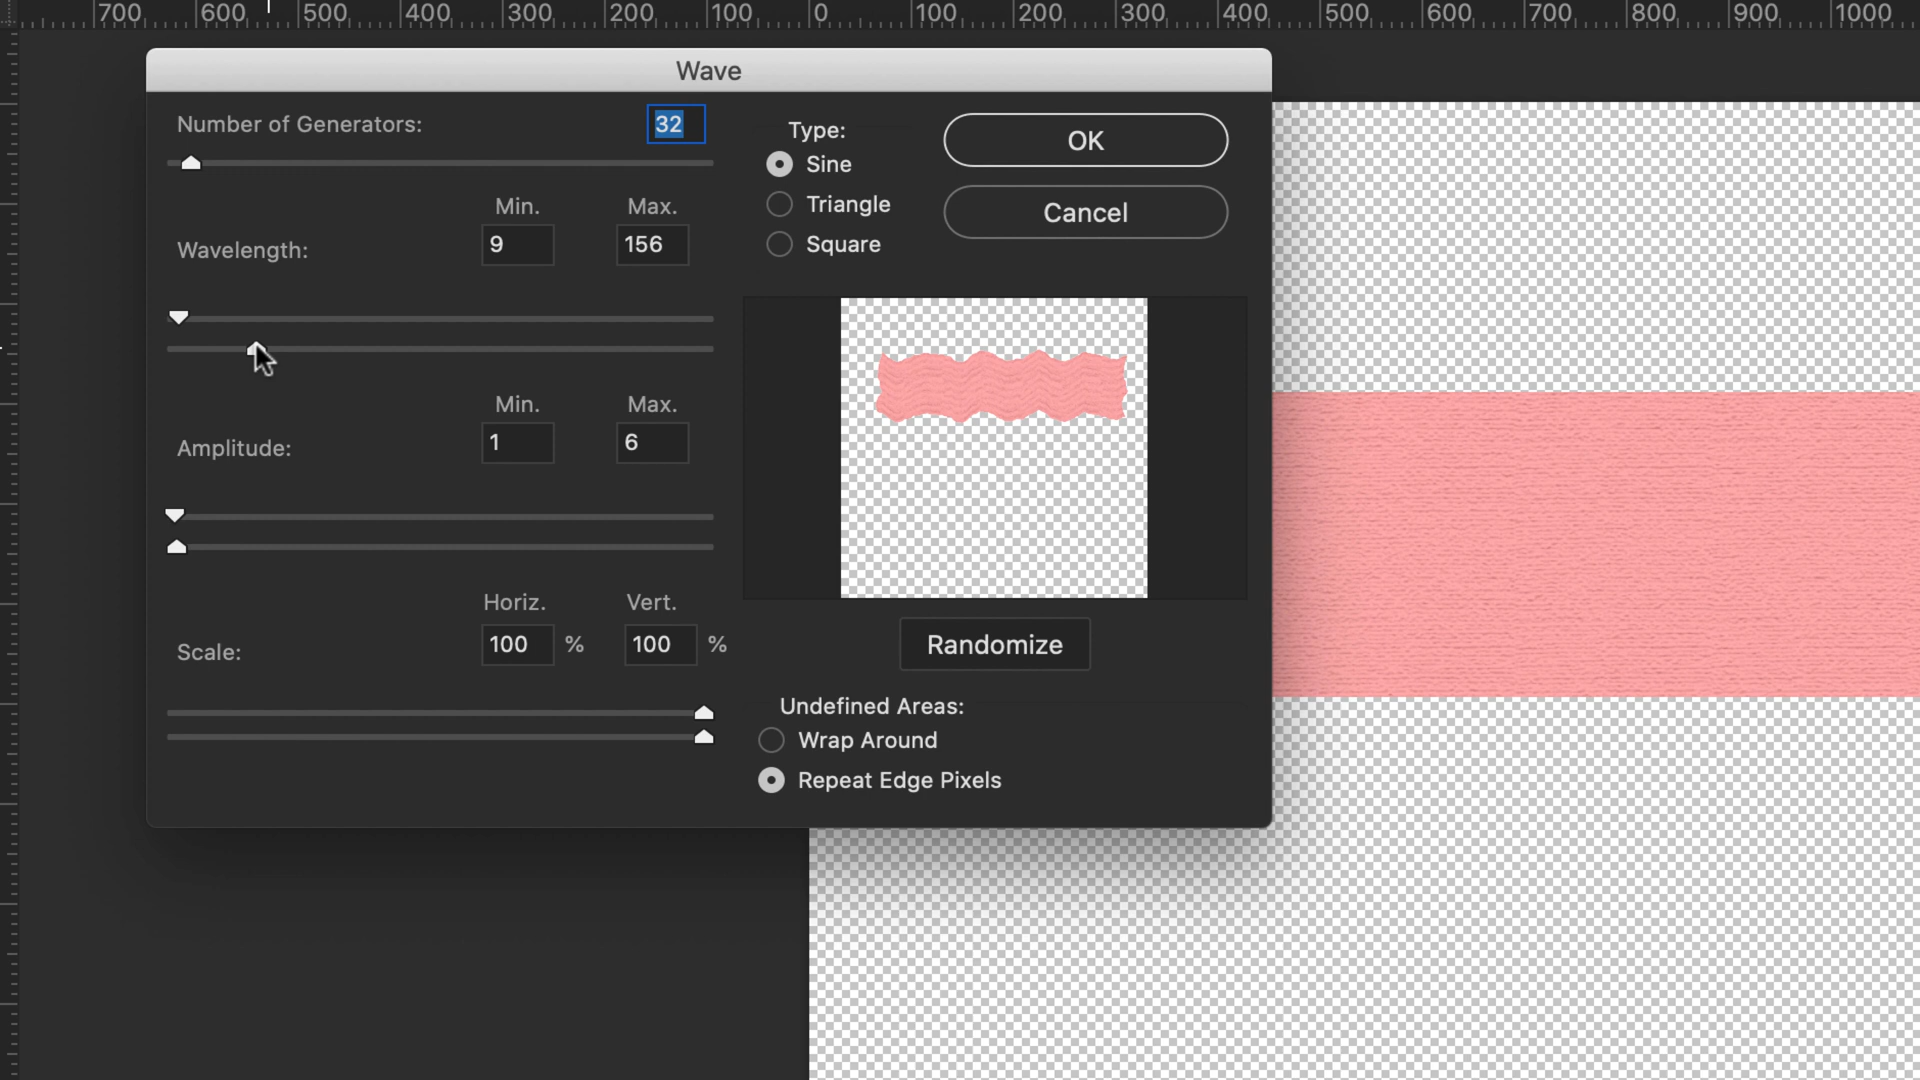 700 600 500 400 300 200 100 0 100 200 300 400 500 600 700 800 900 1000
Wave
Number of Generators: 32
Min. Max.
Wavelength: 9 156
Min. Max.
Amplitude: 1 6
Horiz. Vert.
Scale: 100 % 100 %
Type:
Sine
Triangle
Square
OK
Cancel
Randomize
Undefined Areas:
Wrap Around
Repeat Edge Pixels